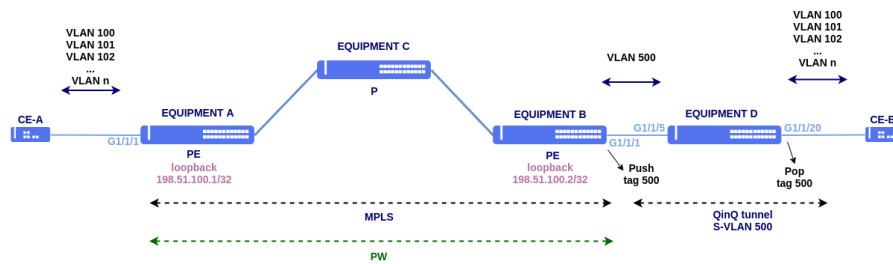 VLAN 100
VLAN 101
VLAN 102
...
VLAN n
CE-A
G1/1/1
EQUIPMENT A
PE
loopback
198.51.100.1/32
EQUIPMENT C
P
EQUIPMENT B
PE
loopback
198.51.100.2/32
VLAN 500
G1/1/5
G1/1/1
EQUIPMENT D
G1/1/20
VLAN 100
VLAN 101
VLAN 102
...
VLAN n
CE-B
Push
tag 500
Pop
tag 500
MPLS
QinQ tunnel
S-VLAN 500
PW